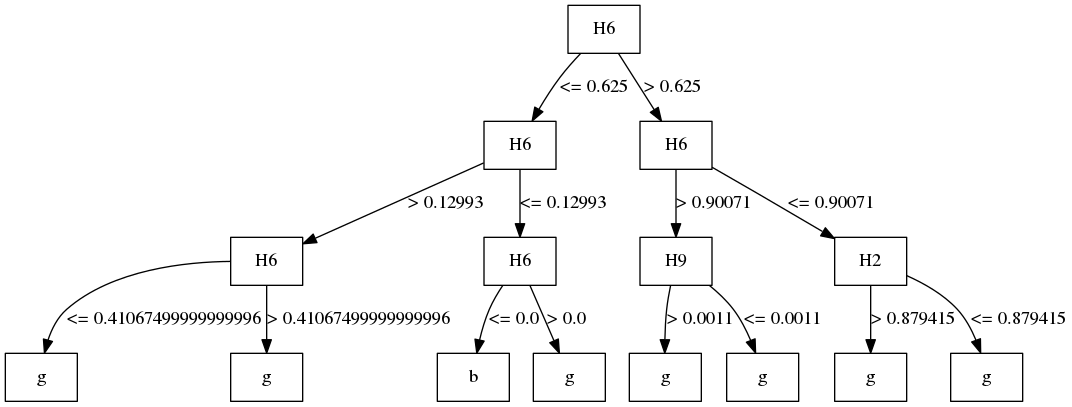 H6
<= 0.625
> 0.625
H6
H6
> 0.12993
<= 0.12993
> 0.90071
<= 0.90071
H6
H6
H9
H2
<= 0.41067499999999996
> 0.41067499999999996
<= 0.0
> 0.0
> 0.0011
<= 0.0011
> 0.879415
<= 0.879415
g
g
b
g
g
g
g
g